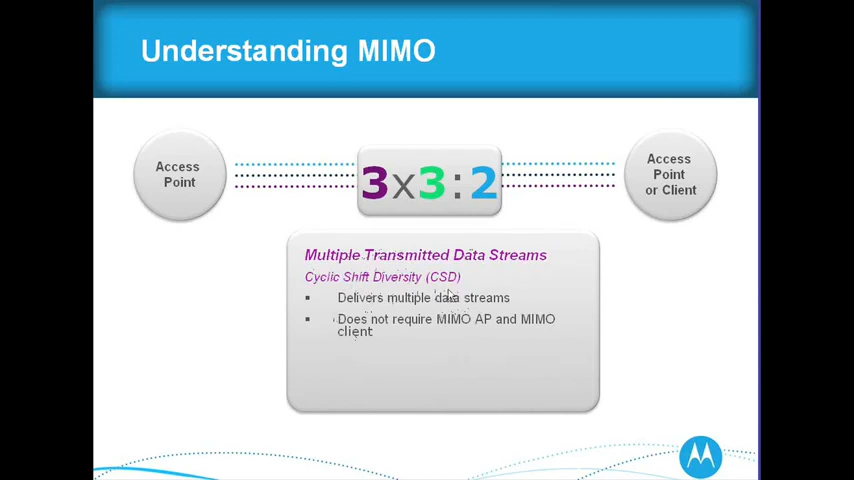 Understanding MIMO
Access
Point
3x3:2
Access
Point
or Client
Multiple Transmitted Data Streams
Cyclic Shift Diversity (CSD)
▪ Delivers multiple data streams
▪ Does not require MIMO AP and MIMO
client